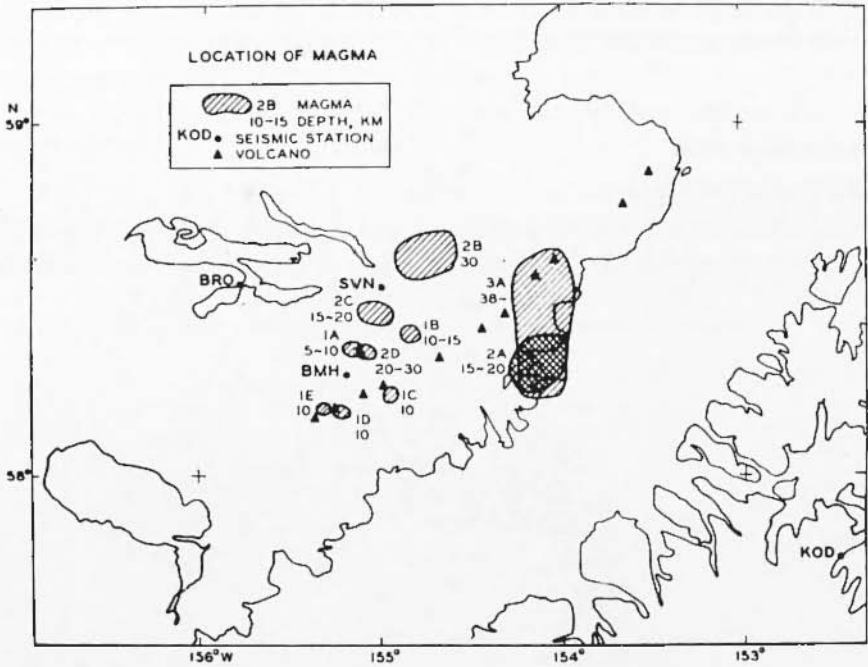 LOCATION OF MAGMA
2B MAGMA
10-15 DEPTH, KM
KOD • SEISMIC STATION
▲ VOLCANO
N
59°
2B
30
BRO
SVN
3A
38-
2C
15-20
1B
10-15
1A
5-10
2D
20-30
2A
15-20
BMH
1E
10
1C
10
1D
10
58°
KOD
156°W
155°
154°
153°